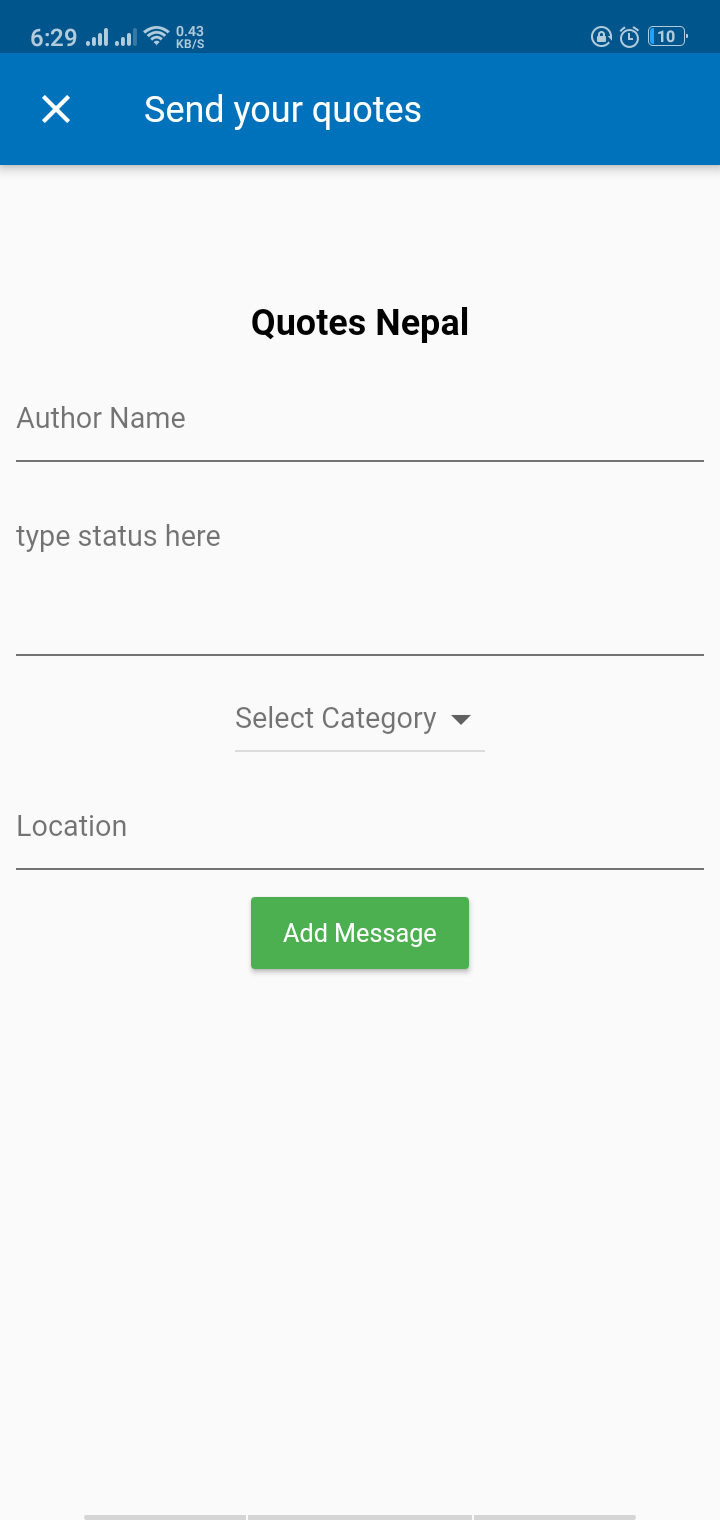 6:29 0.43 KB/S 10
Send your quotes
Quotes Nepal
Author Name
type status here
Select Category
Location
Add Message